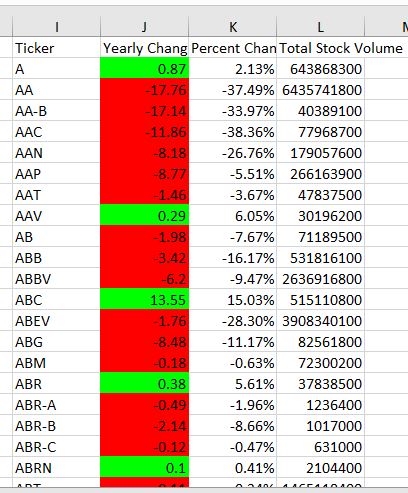 I J K L
Ticker Yearly Chang Percent Chan Total Stock Volume
A 0.87 2.13% 643868300
AA -17.76 -37.49% 6435741800
AA-B -17.14 -33.97% 40389100
AAC -11.86 -38.36% 77968700
AAN -8.18 -26.76% 179057600
AAP -8.77 -5.51% 266163900
AAT -1.46 -3.67% 47837500
AAV 0.29 6.05% 30196200
AB -1.98 -7.67% 71189500
ABB -3.42 -16.17% 531816100
ABBV -6.2 -9.47% 2636916800
ABC 13.55 15.03% 515110800
ABEV -1.76 -28.30% 3908340100
ABG -8.48 -11.17% 82561800
ABM -0.18 -0.63% 72300200
ABR 0.38 5.61% 37838500
ABR-A -0.49 -1.96% 1236400
ABR-B -2.14 -8.66% 1017000
ABR-C -0.12 -0.47% 631000
ABRN 0.1 0.41% 2104400